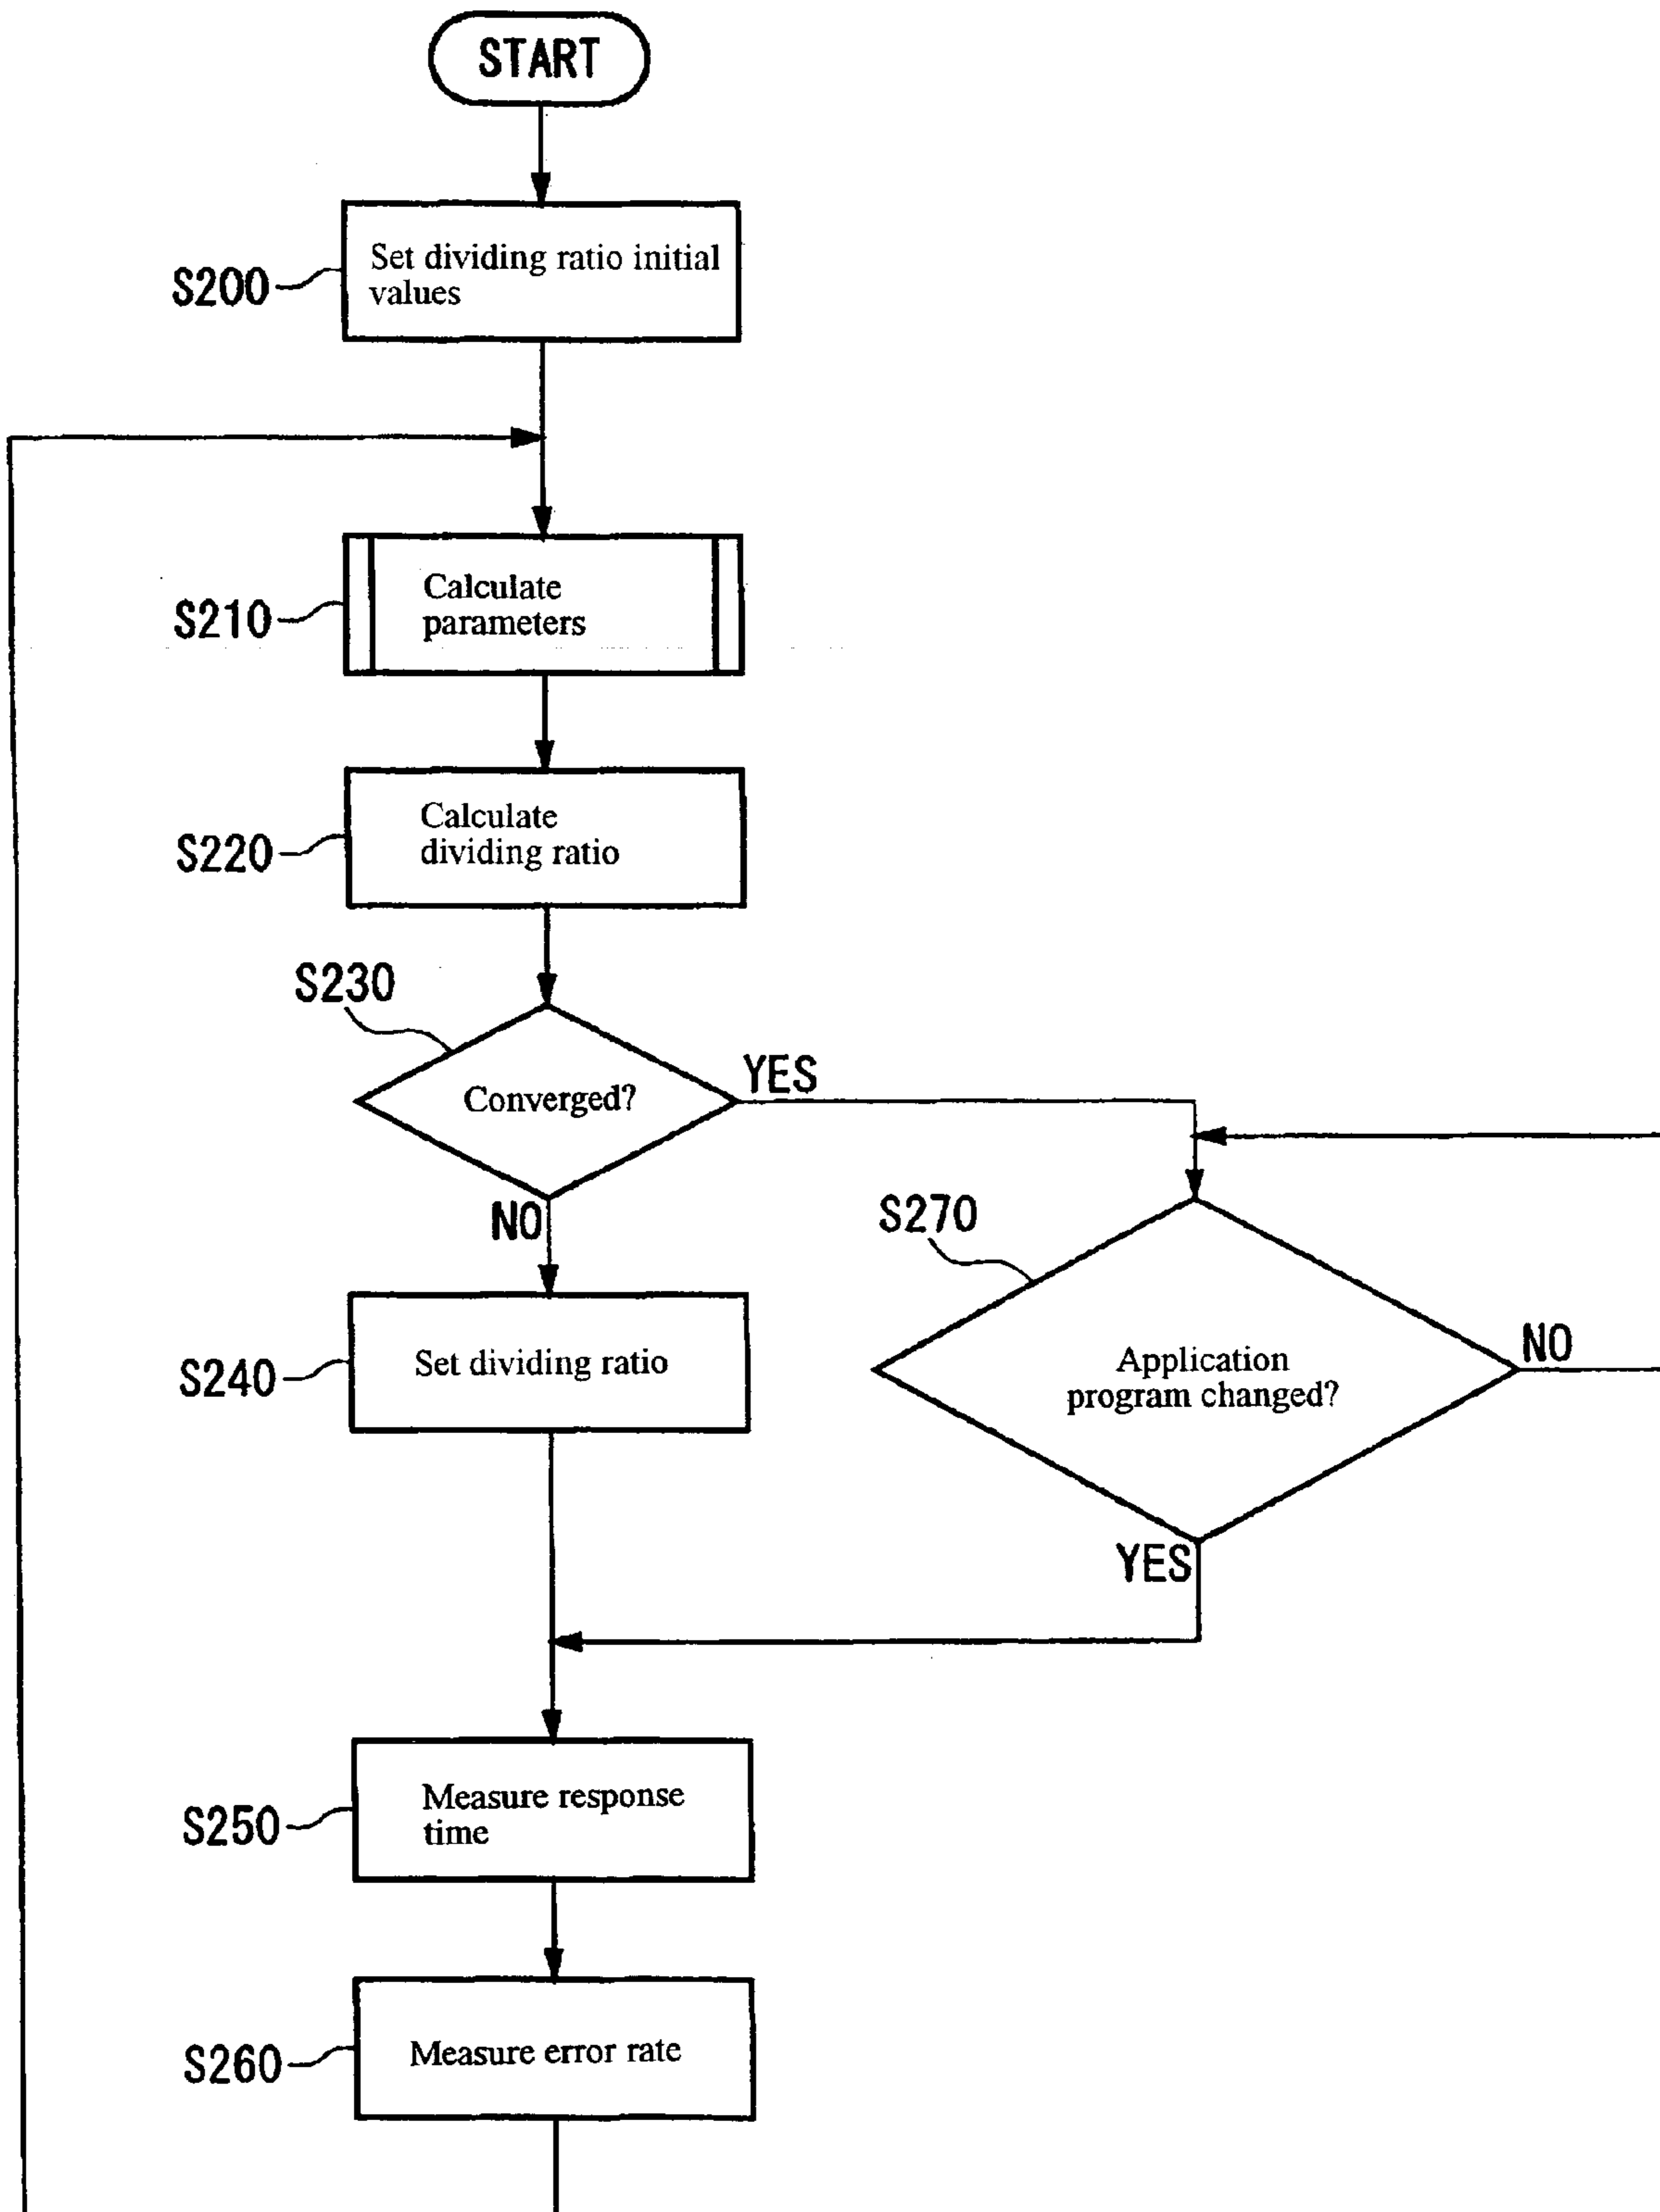 START
S200
Set dividing ratio initial
values
S210
Calculate
parameters
S220
Calculate
dividing ratio
S230
Converged?
YES
NO
S240
Set dividing ratio
S270
Application
program changed?
NO
YES
S250
Measure response
time
S260
Measure error rate